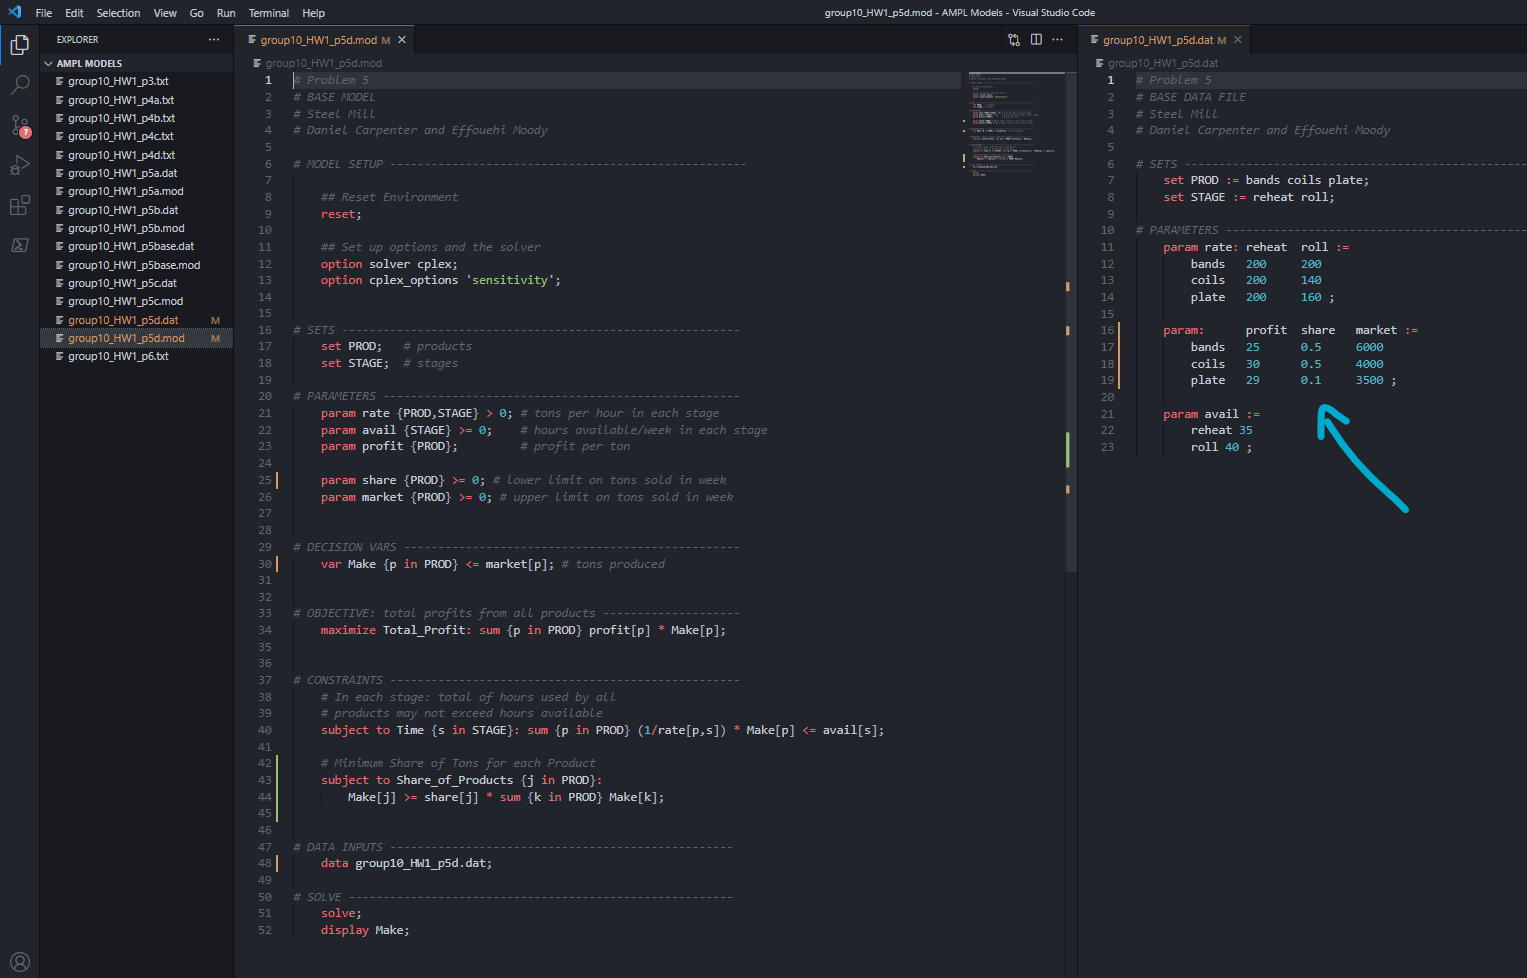 File Edit Selection View Go Run Terminal Help
group10_HW1_p5d.mod - AMPL Models - Visual Studio Code
EXPLORER
AMPL MODELS
group10_HW1_p3.txt
group10_HW1_p4a.txt
group10_HW1_p4b.txt
group10_HW1_p4c.txt
group10_HW1_p4d.txt
group10_HW1_p5a.dat
group10_HW1_p5a.mod
group10_HW1_p5b.dat
group10_HW1_p5b.mod
group10_HW1_p5base.dat
group10_HW1_p5base.mod
group10_HW1_p5c.dat
group10_HW1_p5c.mod
group10_HW1_p5d.dat M
group10_HW1_p5d.mod M
group10_HW1_p6.txt
7
group10_HW1_p5d.mod M
group10_HW1_p5d.mod
1 # Problem 5
2 # BASE MODEL
3 # Steel Mill
4 # Daniel Carpenter and Effouehi Moody
5
6 # MODEL SETUP ----------------------------------------------------
7
8 ## Reset Environment
9 reset;
10
11 ## Set up options and the solver
12 option solver cplex;
13 option cplex_options 'sensitivity';
14
15
16 # SETS ----------------------------------------------------------
17 set PROD; # products
18 set STAGE; # stages
19
20 # PARAMETERS ----------------------------------------------------
21 param rate {PROD,STAGE} > 0; # tons per hour in each stage
22 param avail {STAGE} >= 0; # hours available/week in each stage
23 param profit {PROD}; # profit per ton
24
25 param share {PROD} >= 0; # lower limit on tons sold in week
26 param market {PROD} >= 0; # upper limit on tons sold in week
27
28
29 # DECISION VARS -------------------------------------------------
30 var Make {p in PROD} <= market[p]; # tons produced
31
32
33 # OBJECTIVE: total profits from all products --------------------
34 maximize Total_Profit: sum {p in PROD} profit[p] * Make[p];
35
36
37 # CONSTRAINTS ---------------------------------------------------
38 # In each stage: total of hours used by all
39 # products may not exceed hours available
40 subject to Time {s in STAGE}: sum {p in PROD} (1/rate[p,s]) * Make[p] <= avail[s];
41
42 # Minimum Share of Tons for each Product
43 subject to Share_of_Products {j in PROD}:
44 Make[j] >= share[j] * sum {k in PROD} Make[k];
45
46
47 # DATA INPUTS ---------------------------------------------------
48 data group10_HW1_p5d.dat;
49
50 # SOLVE --------------------------------------------------------
51 solve;
52 display Make;
group10_HW1_p5d.dat M
group10_HW1_p5d.dat
1 # Problem 5
2 # BASE DATA FILE
3 # Steel Mill
4 # Daniel Carpenter and Effouehi Moody
5
6 # SETS --------------------------------------------------
7 set PROD := bands coils plate;
8 set STAGE := reheat roll;
9
10 # PARAMETERS --------------------------------------------
11 param rate: reheat roll :=
12 bands 200 200
13 coils 200 140
14 plate 200 160 ;
15
16 param: profit share market :=
17 bands 25 0.5 6000
18 coils 30 0.5 4000
19 plate 29 0.1 3500 ;
20
21 param avail :=
22 reheat 35
23 roll 40 ;